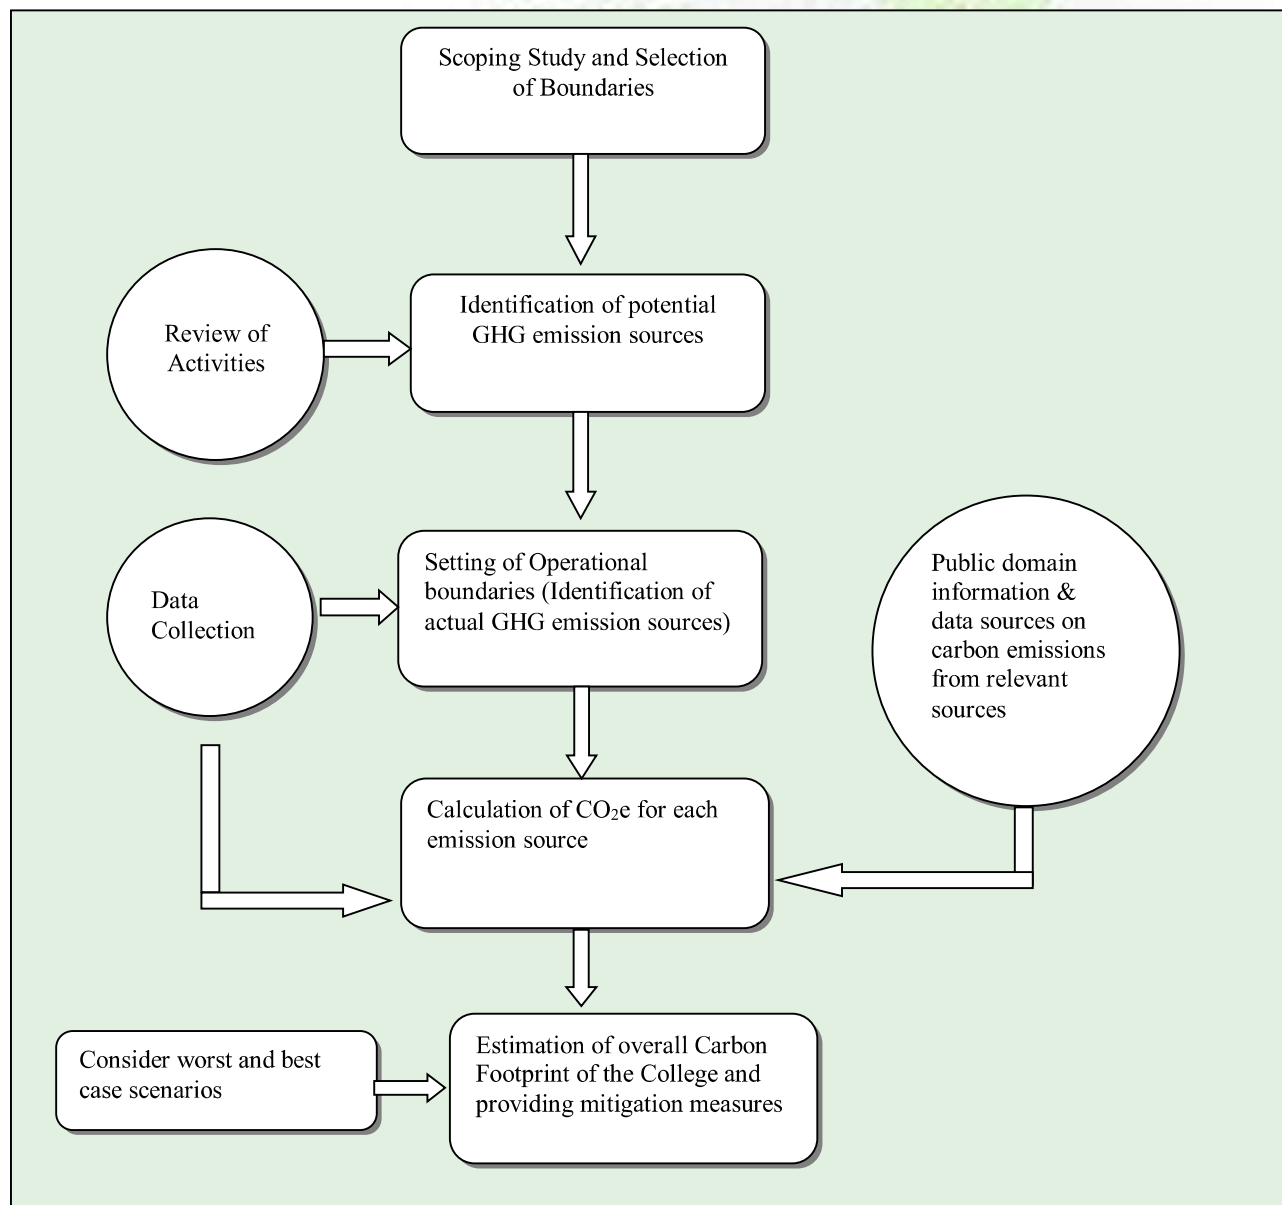 Scoping Study and Selection
of Boundaries
Review of
Activities
Identification of potential
GHG emission sources
Data
Collection
Setting of Operational
boundaries (Identification of
actual GHG emission sources)
Public domain
information &
data sources on
carbon emissions
from relevant
sources
Calculation of CO₂e for each
emission source
Consider worst and best
case scenarios
Estimation of overall Carbon
Footprint of the College and
providing mitigation measures